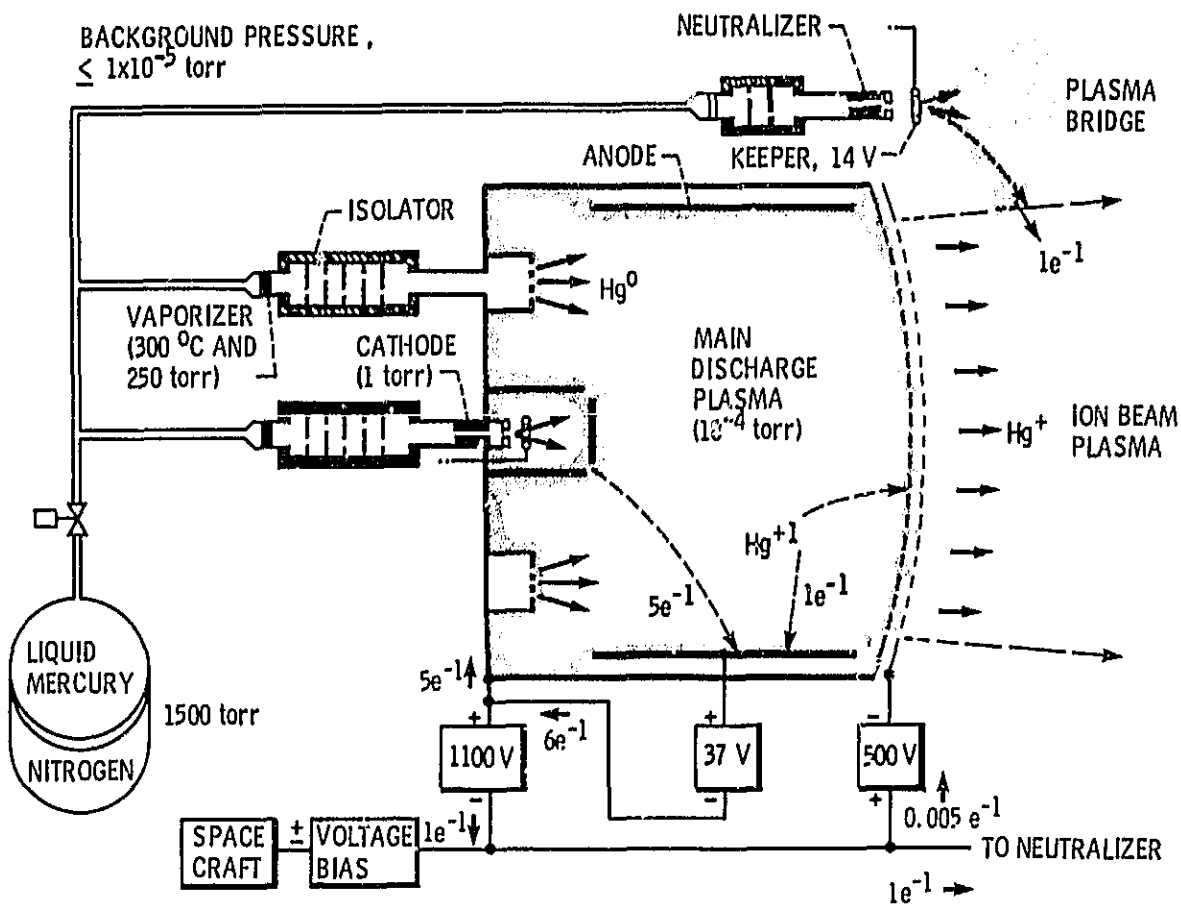 BACKGROUND PRESSURE,
≤ 1x10⁻⁵ torr
NEUTRALIZER
PLASMA
BRIDGE
KEEPER, 14 V
ANODE
ISOLATOR
1e⁻¹
Hg⁰
VAPORIZER
(300 ⁰C AND
250 torr)
CATHODE
(1 torr)
MAIN
DISCHARGE
PLASMA
(10⁻⁴ torr)
Hg⁺
ION BEAM
PLASMA
Hg⁺¹
5e⁻¹
1e⁻¹
LIQUID
MERCURY
1500 torr
NITROGEN
5e⁻¹
+
6e⁻¹
+
-
1100 V
37 V
500 V
-
-
+
0.005 e⁻¹
SPACE
CRAFT
±
VOLTAGE
BIAS
1e⁻¹
TO NEUTRALIZER
1e⁻¹